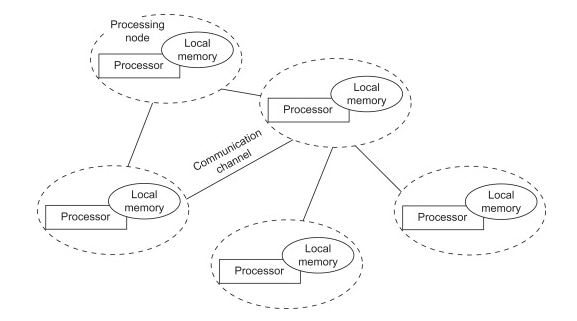 Processing
node
Local
memory
Processor
Local
memory
Processor
Communication
channel
Local
memory
Processor
Local
memory
Processor
Local
memory
Processor